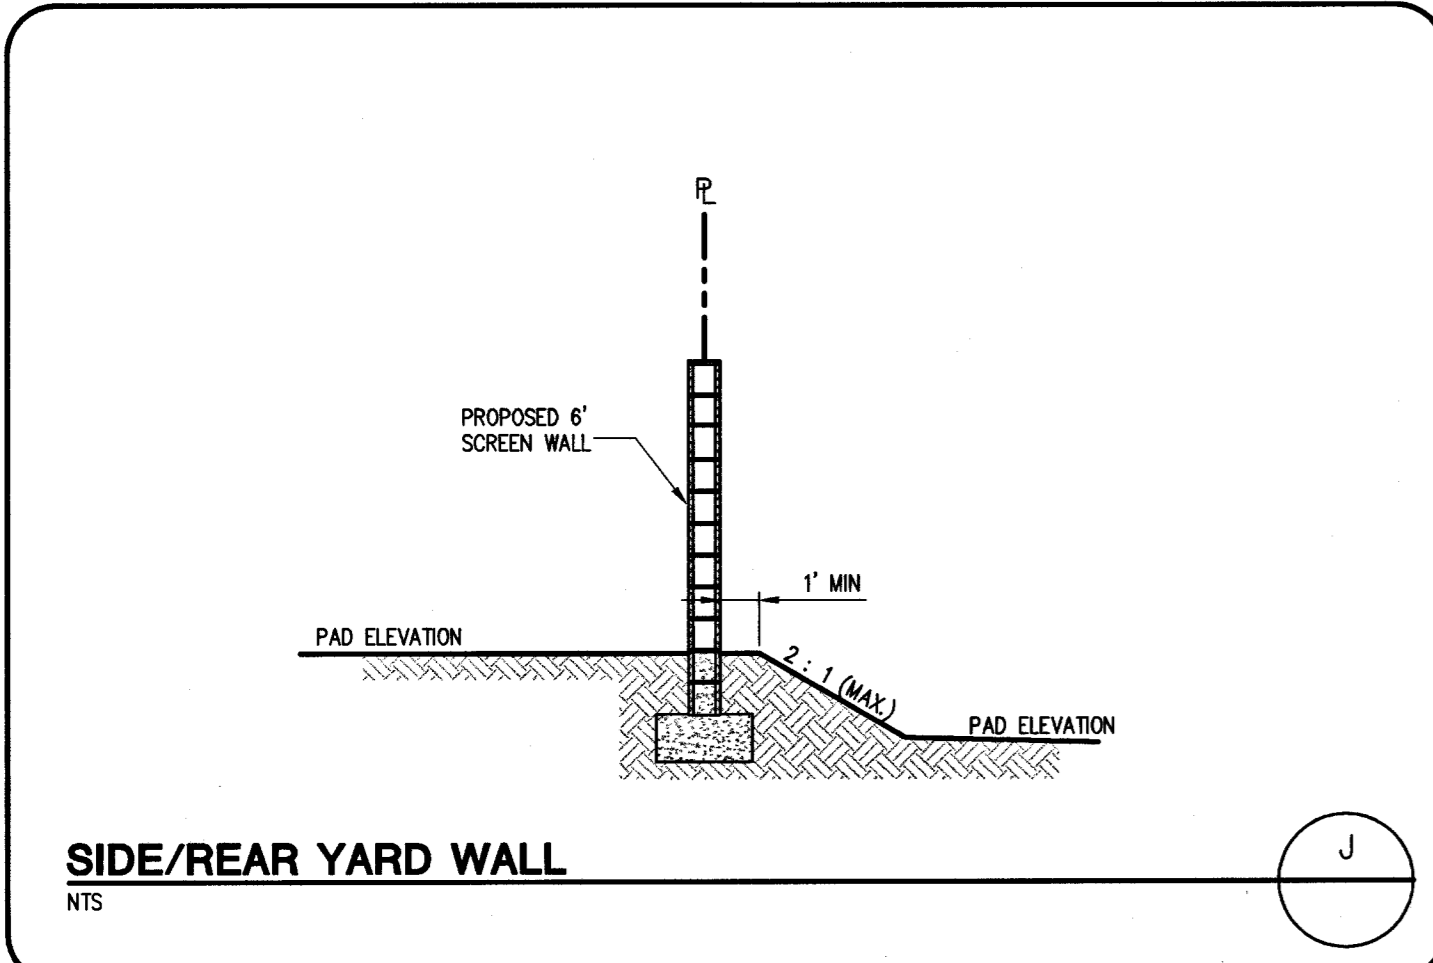 PL
PROPOSED 6'
SCREEN WALL
1' MIN
PAD ELEVATION
2 : 1 (MAX.)
PAD ELEVATION
SIDE/REAR YARD WALL
NTS
J